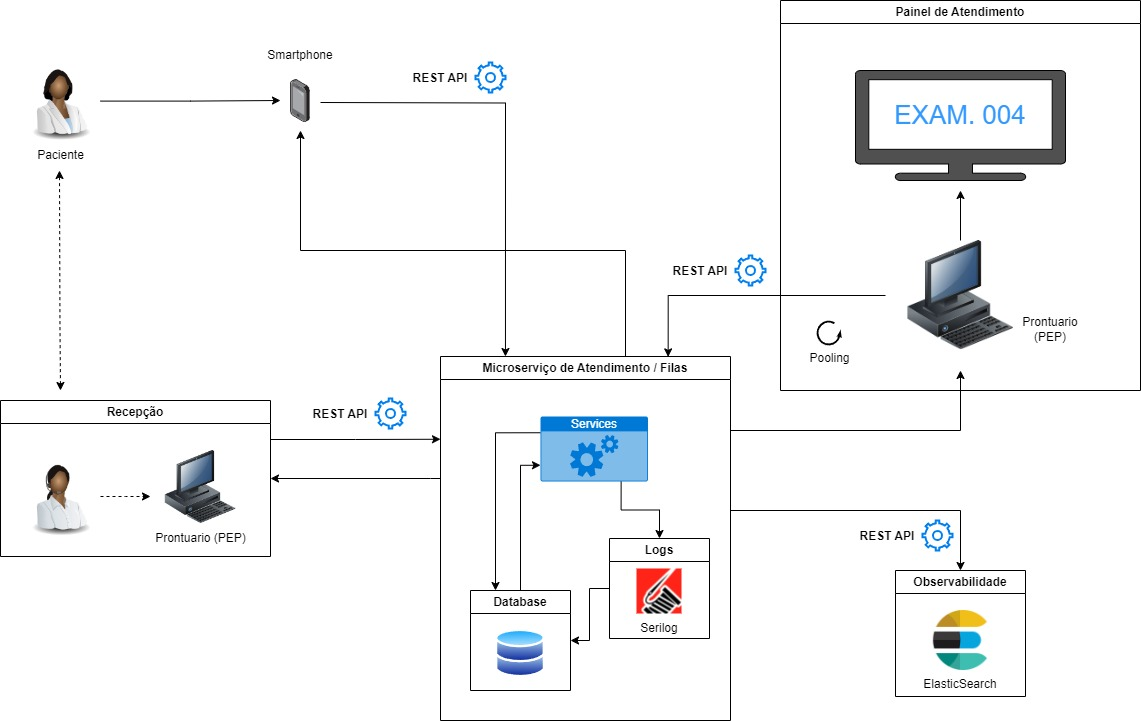 Painel de Atendimento
Smartphone
REST API
EXAM. 004
Paciente
REST API
Prontuario
(PEP)
Pooling
Microserviço de Atendimento / Filas
Recepção
REST API
Services
Prontuario (PEP)
REST API
Logs
Observabilidade
Database
Serilog
ElasticSearch